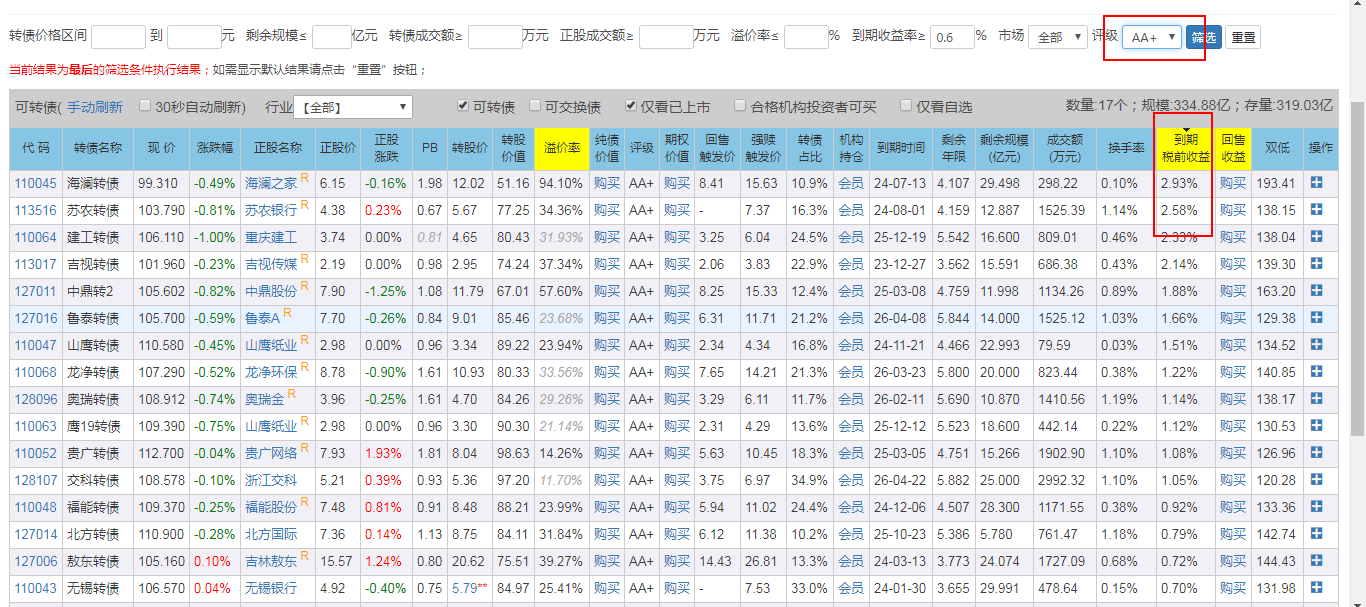 转债价格区间 到 元 剩余规模≤ 亿元 转债成交额≥ 万元 正股成交额≥ 万元 溢价率≤ % 到期收益率≥ 0.6 % 市场 全部 评级 AA+ 筛选 重置
当前结果为最后的筛选条件执行结果；如需显示默认结果请点击“重置”按钮；
可转债( 手动刷新 30秒自动刷新) 行业【全部】 可转债 可交换债 仅看已上市 合格机构投资者可买 仅看自选 数量:17个；规模:334.88亿；存量:319.03亿
代 码 转债名称 现 价 涨跌幅 正股名称 正股价 正股涨跌 PB 转股价 转股价值 溢价率 纯债价值 评级 期权价值 回售触发价 强赎触发价 转债占比 机构持仓 到期时间 剩余年限 剩余规模(亿元) 成交额(万元) 换手率 到期税前收益 回售收益 双低 操作
110045 海澜转债 99.310 -0.49% 海澜之家 R 6.15 -0.16% 1.98 12.02 51.16 94.10% 购买 AA+ 购买 8.41 15.63 10.9% 会员 24-07-13 4.107 29.498 298.22 0.10% 2.93% 购买 193.41
113516 苏农转债 103.790 -0.81% 苏农银行 R 4.38 0.23% 0.67 5.67 77.25 34.36% 购买 AA+ 购买 - 7.37 16.3% 会员 24-08-01 4.159 12.887 1525.39 1.14% 2.58% 购买 138.15
110064 建工转债 106.110 -1.00% 重庆建工 3.74 0.00% 0.81 4.65 80.43 31.93% 购买 AA+ 购买 3.25 6.04 24.5% 会员 25-12-19 5.542 16.600 809.01 0.46% 2.33% 购买 138.04
113017 吉视转债 101.960 -0.23% 吉视传媒 R 2.19 0.00% 0.98 2.95 74.24 37.34% 购买 AA+ 购买 2.06 3.83 22.9% 会员 23-12-27 3.562 15.591 686.38 0.43% 2.14% 购买 139.30
127011 中鼎转2 105.602 -0.82% 中鼎股份 R 7.90 -1.25% 1.08 11.79 67.01 57.60% 购买 AA+ 购买 8.25 15.33 12.4% 会员 25-03-08 4.759 11.998 1134.26 0.89% 1.88% 购买 163.20
127016 鲁泰转债 105.700 -0.59% 鲁泰A R 7.70 -0.26% 0.84 9.01 85.46 23.68% 购买 AA+ 购买 6.31 11.71 21.2% 会员 26-04-08 5.844 14.000 1525.12 1.03% 1.66% 购买 129.38
110047 山鹰转债 110.580 -0.45% 山鹰纸业 R 2.98 0.00% 0.96 3.34 89.22 23.94% 购买 AA+ 购买 2.34 4.34 16.8% 会员 24-11-21 4.466 22.993 79.59 0.03% 1.51% 购买 134.52
110068 龙净转债 107.290 -0.52% 龙净环保 R 8.78 -0.90% 1.61 10.93 80.33 33.56% 购买 AA+ 购买 7.65 14.21 21.3% 会员 26-03-23 5.800 20.000 823.44 0.38% 1.22% 购买 140.85
128096 奥瑞转债 108.912 -0.74% 奥瑞金 R 3.96 -0.25% 1.61 4.70 84.26 29.26% 购买 AA+ 购买 3.29 6.11 11.7% 会员 26-02-11 5.690 10.870 1410.56 1.19% 1.14% 购买 138.17
110063 鹰19转债 109.390 -0.75% 山鹰纸业 R 2.98 0.00% 0.96 3.30 90.30 21.14% 购买 AA+ 购买 2.31 4.29 13.6% 会员 25-12-12 5.523 18.600 442.14 0.22% 1.12% 购买 130.53
110052 贵广转债 112.700 -0.04% 贵广网络 R 7.93 1.93% 1.81 8.04 98.63 14.26% 购买 AA+ 购买 5.63 10.45 18.3% 会员 25-03-05 4.751 15.266 1902.90 1.10% 1.08% 购买 126.96
128107 交科转债 108.578 -0.10% 浙江交科 5.21 0.39% 0.93 5.36 97.20 11.70% 购买 AA+ 购买 3.75 6.97 34.9% 会员 26-04-22 5.882 25.000 2992.32 1.10% 1.05% 购买 120.28
110048 福能转债 109.370 -0.25% 福能股份 R 7.48 0.81% 0.91 8.48 88.21 23.99% 购买 AA+ 购买 5.94 11.02 24.4% 会员 24-12-06 4.507 28.300 1171.55 0.38% 0.92% 购买 133.36
127014 北方转债 110.900 -0.28% 北方国际 7.36 0.14% 1.13 8.75 84.11 31.84% 购买 AA+ 购买 6.12 11.38 10.2% 会员 25-10-23 5.386 5.780 761.47 1.18% 0.79% 购买 142.74
127006 敖东转债 105.160 0.10% 吉林敖东 R 15.57 1.24% 0.80 20.62 75.51 39.27% 购买 AA+ 购买 14.43 26.81 13.3% 会员 24-03-13 3.773 24.074 1727.09 0.68% 0.72% 购买 144.43
110043 无锡转债 106.570 0.04% 无锡银行 4.92 -0.40% 0.75 5.79** 84.97 25.41% 购买 AA+ 购买 - 7.53 33.0% 会员 24-01-30 3.655 29.991 478.64 0.15% 0.70% 购买 131.98